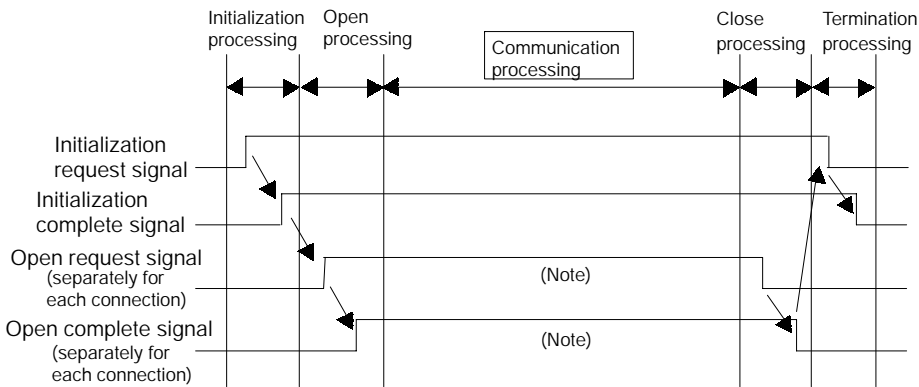 Initialization
processing
Open
processing
Communication
processing
Close
processing
Termination
processing
Initialization
request signal
Initialization
complete signal
Open request signal
(separately for
each connection)
(Note)
Open complete signal
(separately for
each connection)
(Note)